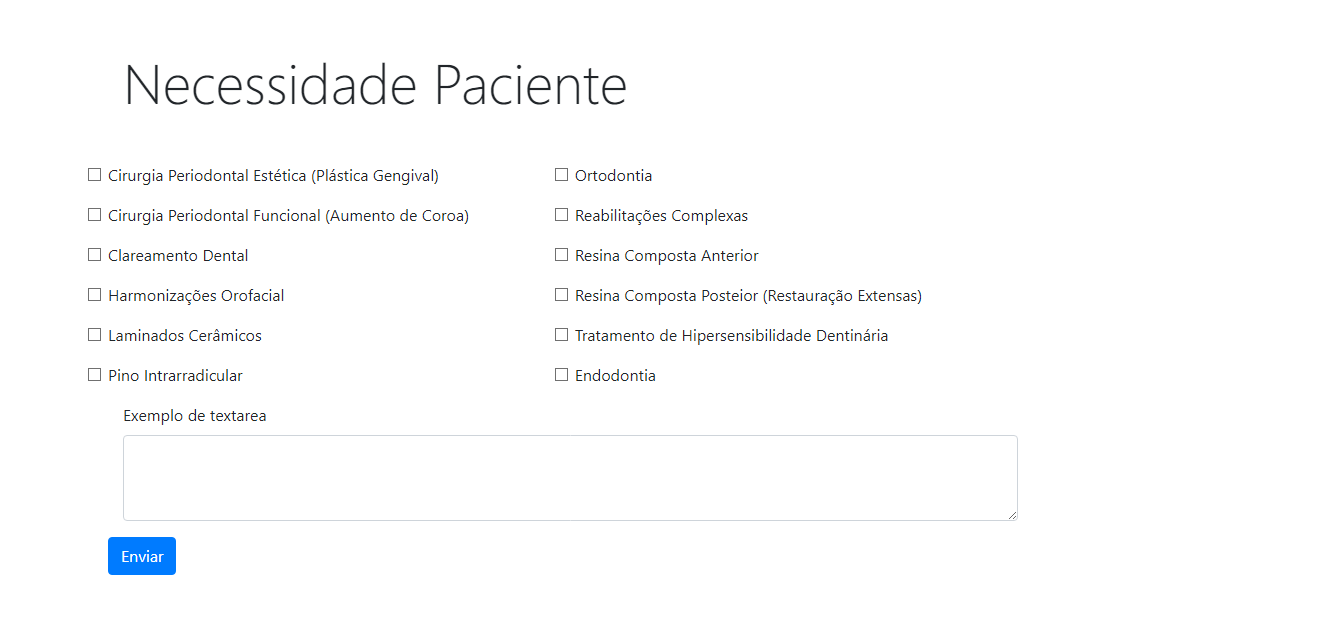 Necessidade Paciente
Cirurgia Periodontal Estética (Plástica Gengival)
Cirurgia Periodontal Funcional (Aumento de Coroa)
Clareamento Dental
Harmonizações Orofacial
Laminados Cerâmicos
Pino Intrarradicular
Ortodontia
Reabilitações Complexas
Resina Composta Anterior
Resina Composta Posteior (Restauração Extensas)
Tratamento de Hipersensibilidade Dentinária
Endodontia
Exemplo de textarea
Enviar